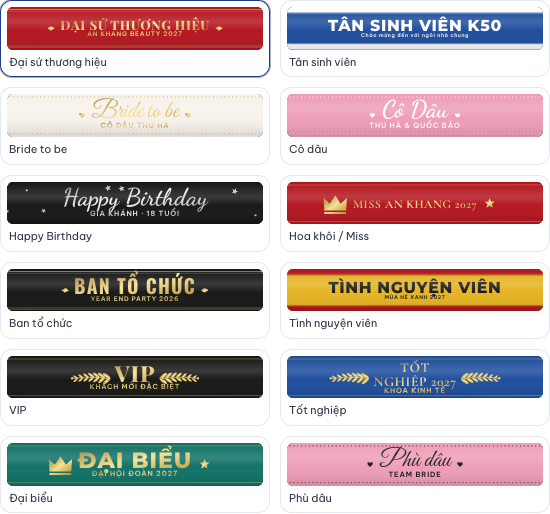 ĐẠI SỨ THƯƠNG HIỆU
AN KHANG BEAUTY 2027
Đại sứ thương hiệu
TÂN SINH VIÊN K50
Chào mừng đến với ngôi nhà chung
Tân sinh viên
Bride to be
CÔ DÂU THU HÀ
Bride to be
Cô Dâu
THU HÀ & QUỐC BẢO
Cô dâu
Happy Birthday
GIA KHÁNH · 18 TUỔI
Happy Birthday
MISS AN KHANG 2027
Hoa khôi / Miss
BAN TỔ CHỨC
YEAR END PARTY 2026
Ban tổ chức
TÌNH NGUYỆN VIÊN
MÙA HÈ XANH 2027
Tình nguyện viên
VIP
KHÁCH MỜI ĐẶC BIỆT
VIP
TỐT
NGHIỆP 2027
KHOA KINH TẾ
Tốt nghiệp
ĐẠI BIỂU
ĐẠI HỘI ĐOÀN 2027
Đại biểu
Phù dâu
TEAM BRIDE
Phù dâu